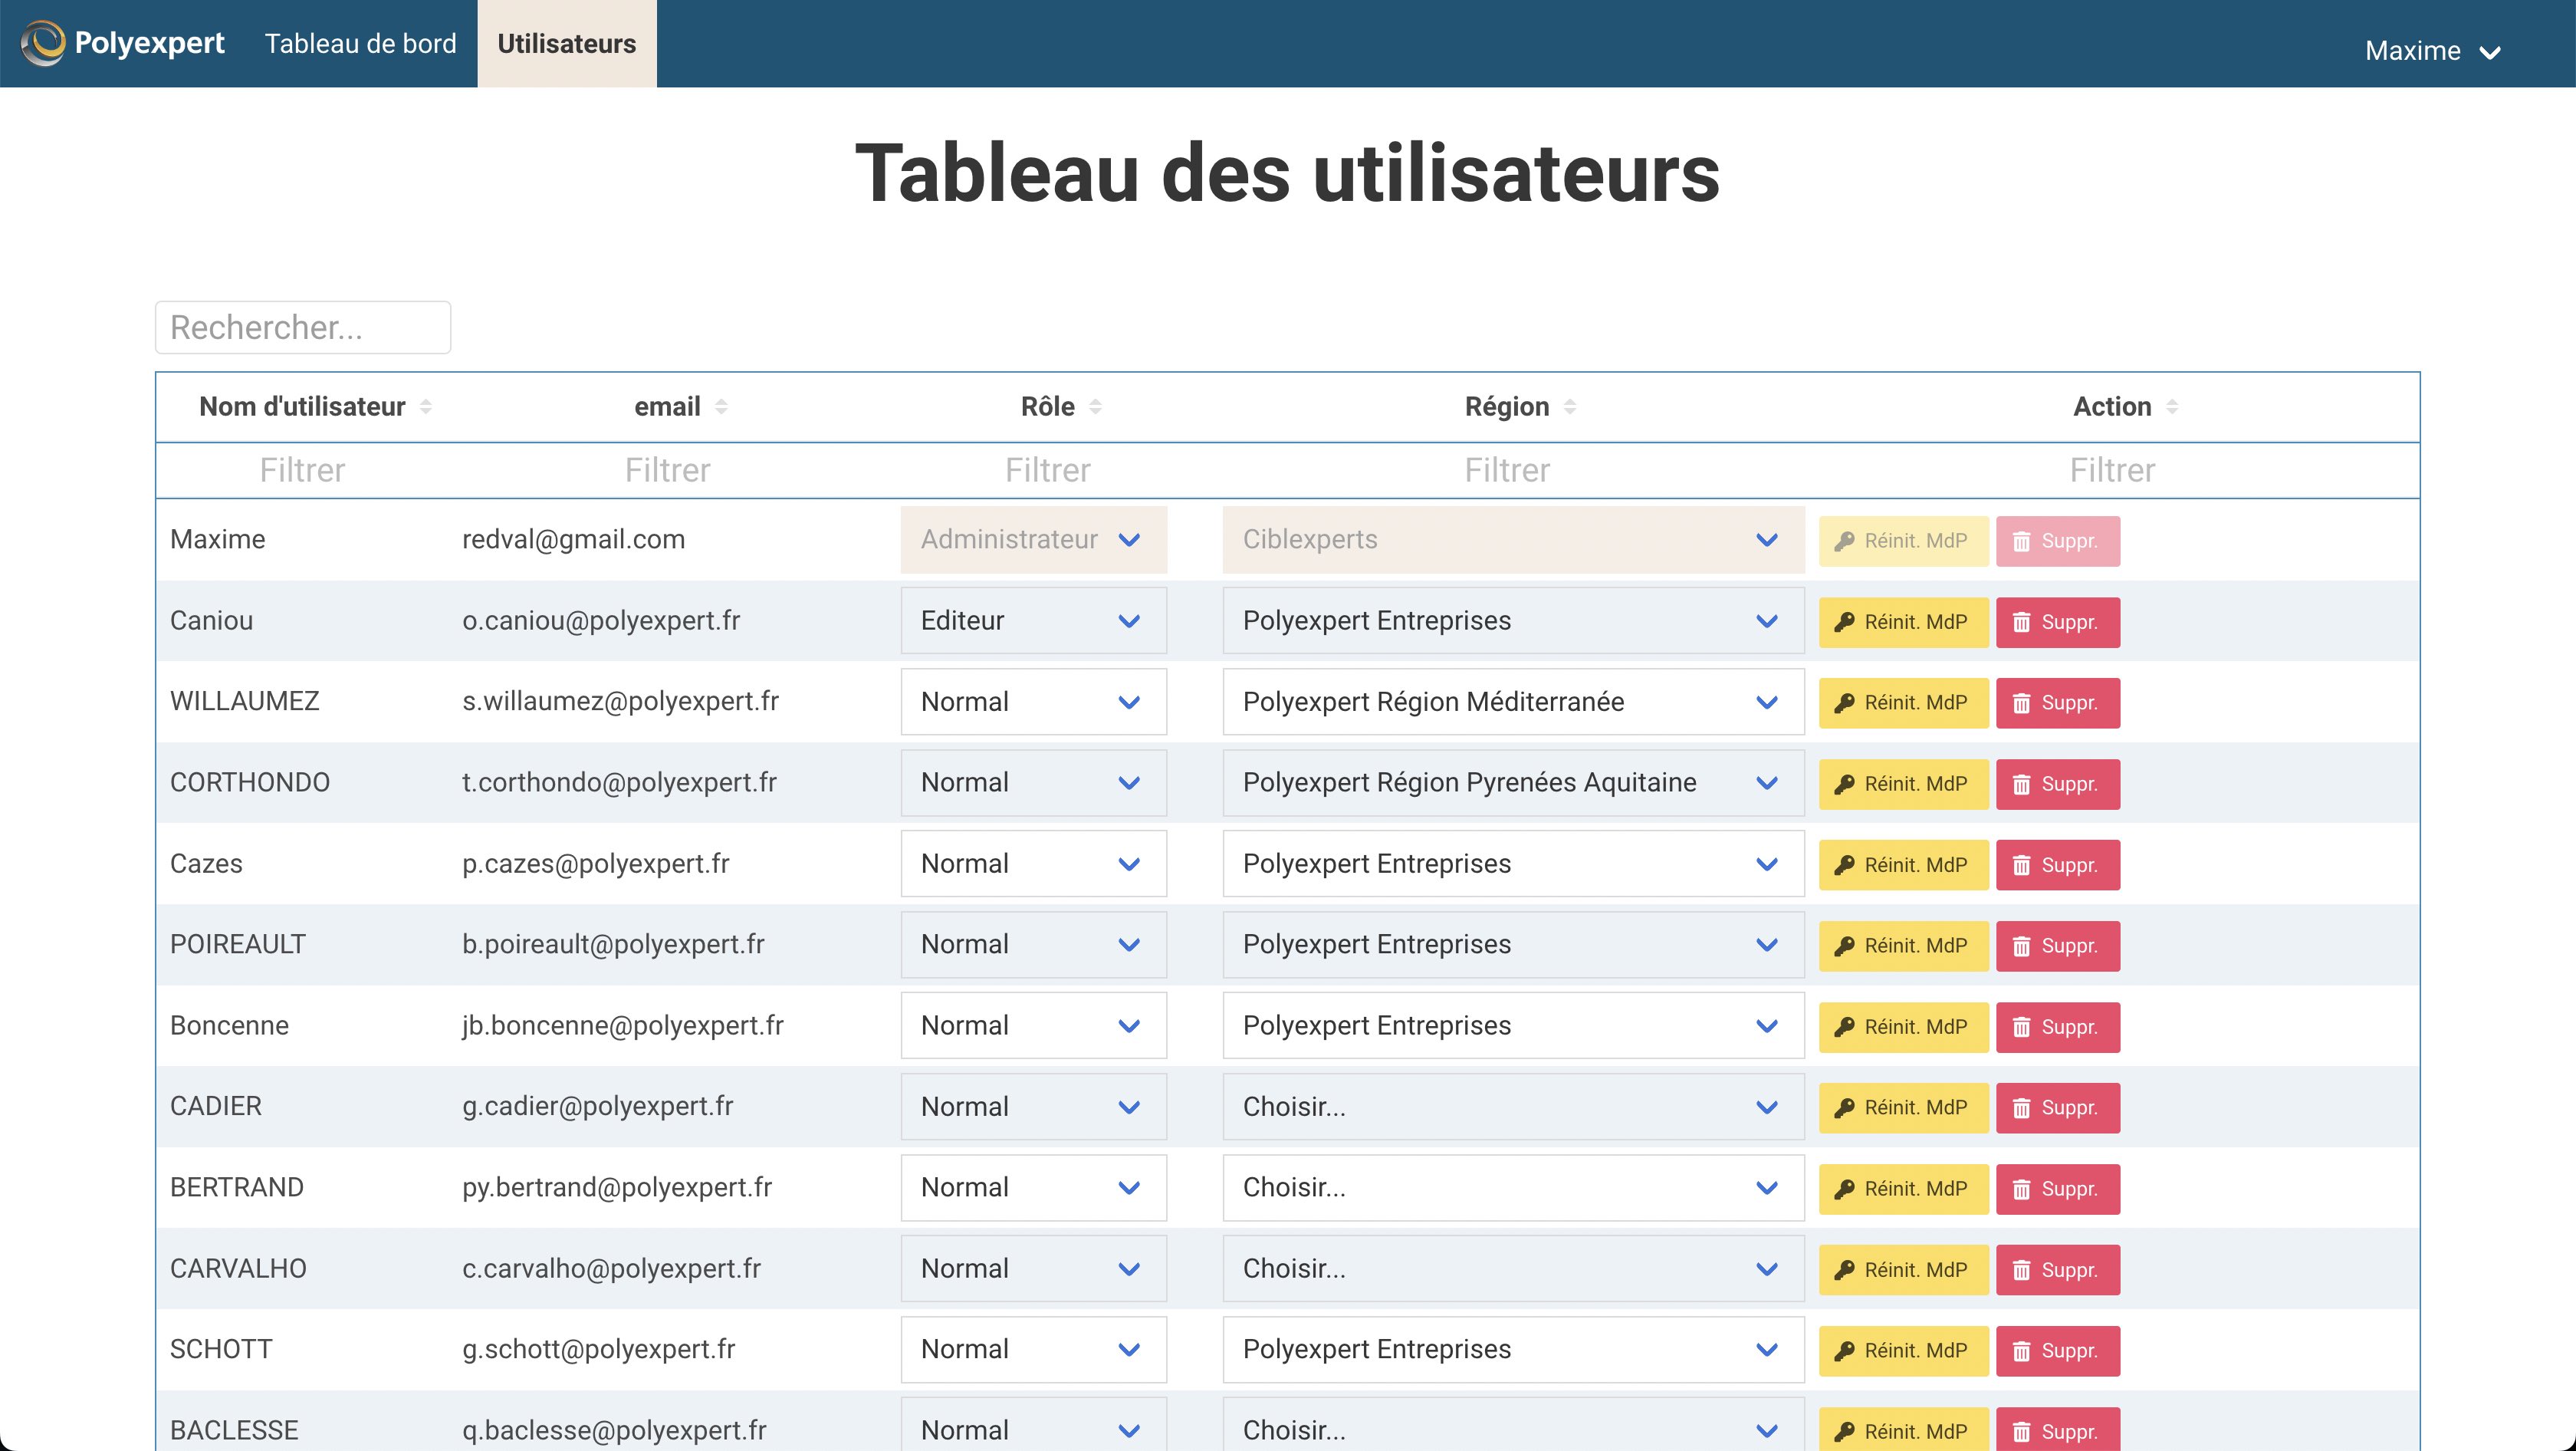 Polyexpert Tableau de bord Utilisateurs Maxime
Tableau des utilisateurs
Rechercher...
Nom d'utilisateur email Rôle Région Action
Filtrer Filtrer Filtrer Filtrer Filtrer
Maxime redval@gmail.com Administrateur Ciblexperts Réinit. MdP Suppr.
Caniou o.caniou@polyexpert.fr Editeur Polyexpert Entreprises Réinit. MdP Suppr.
WILLAUMEZ s.willaumez@polyexpert.fr Normal Polyexpert Région Méditerranée Réinit. MdP Suppr.
CORTHONDO t.corthondo@polyexpert.fr Normal Polyexpert Région Pyrenées Aquitaine Réinit. MdP Suppr.
Cazes p.cazes@polyexpert.fr Normal Polyexpert Entreprises Réinit. MdP Suppr.
POIREAULT b.poireault@polyexpert.fr Normal Polyexpert Entreprises Réinit. MdP Suppr.
Boncenne jb.boncenne@polyexpert.fr Normal Polyexpert Entreprises Réinit. MdP Suppr.
CADIER g.cadier@polyexpert.fr Normal Choisir... Réinit. MdP Suppr.
BERTRAND py.bertrand@polyexpert.fr Normal Choisir... Réinit. MdP Suppr.
CARVALHO c.carvalho@polyexpert.fr Normal Choisir... Réinit. MdP Suppr.
SCHOTT g.schott@polyexpert.fr Normal Polyexpert Entreprises Réinit. MdP Suppr.
BACLESSE q.baclesse@polyexpert.fr Normal Choisir... Réinit. MdP Suppr.